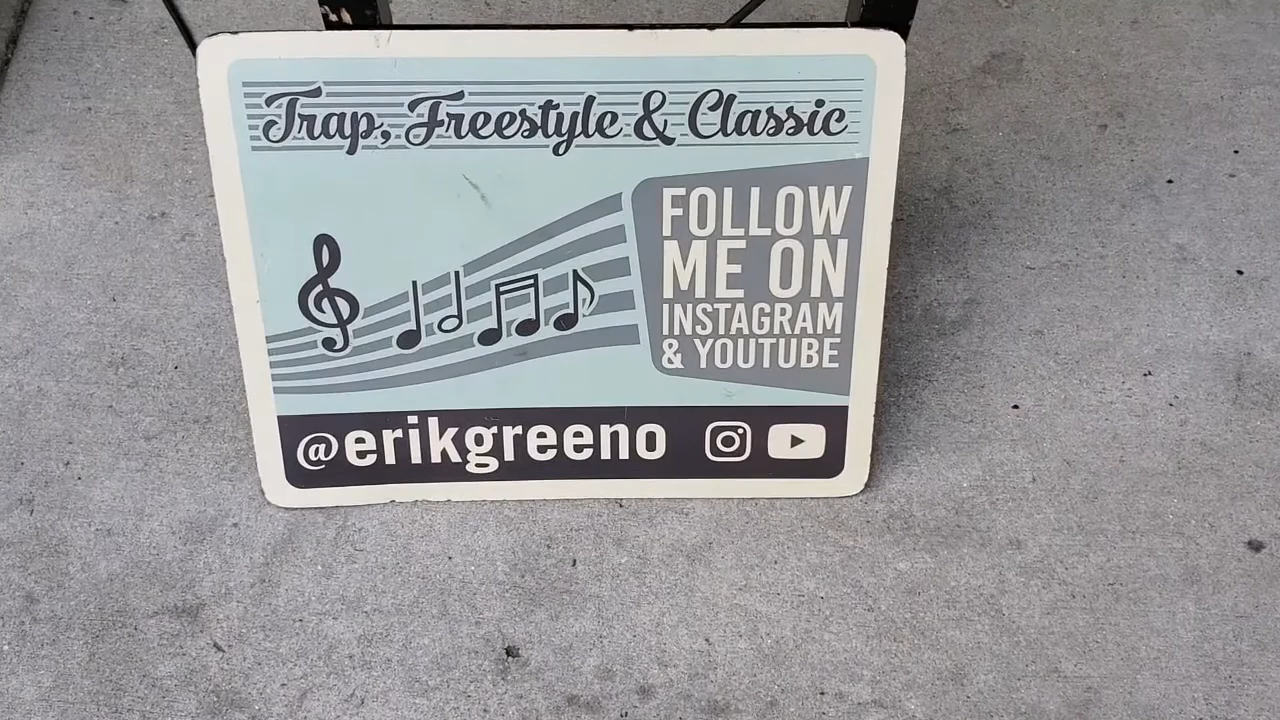 Trap, Freestyle & Classic
FOLLOW
ME ON
INSTAGRAM
& YOUTUBE
@erikgreeno